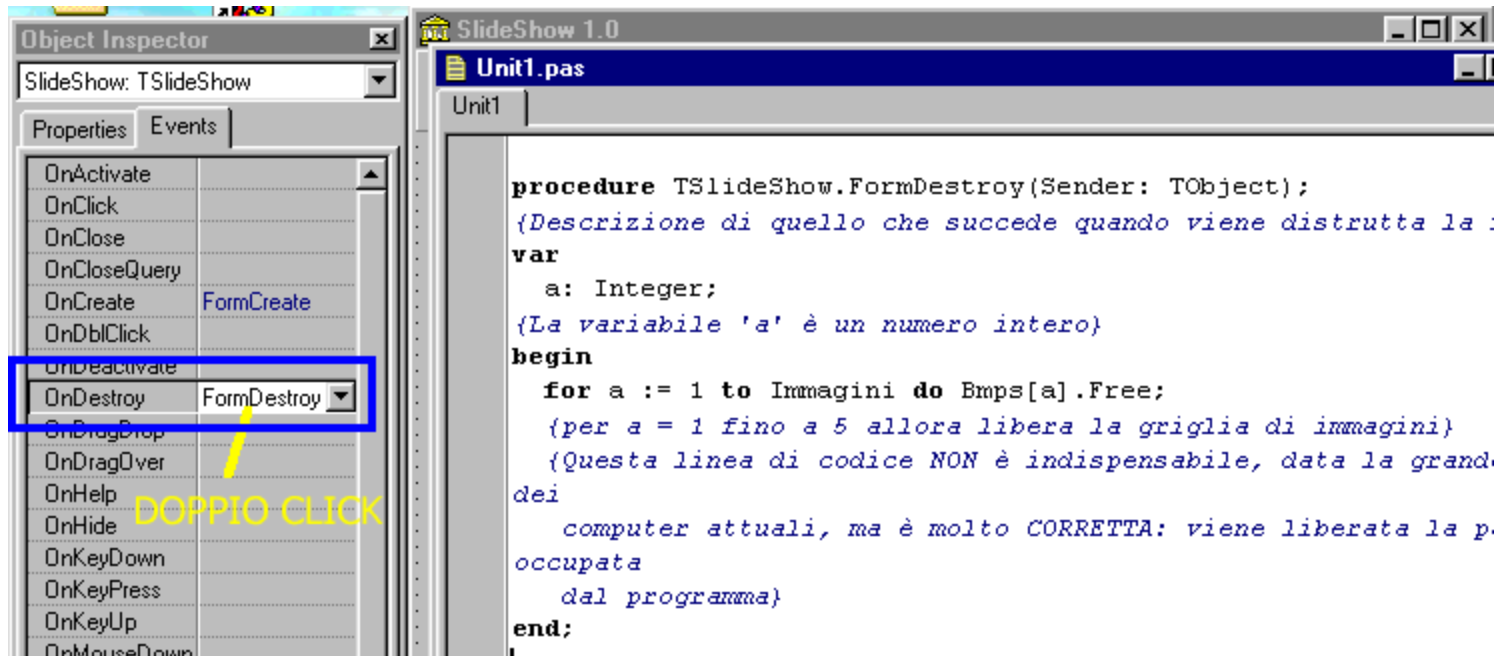 Object Inspector
SlideShow: TSlideShow
Properties Events
OnActivate
OnClick
OnClose
OnCloseQuery
OnCreate FormCreate
OnDblClick
OnDeactivate
OnDestroy FormDestroy
OnDragDrop
OnDragOver
OnHelp
OnHide
OnKeyDown
OnKeyPress
OnKeyUp
OnMouseDown
DOPPIO CLICK
SlideShow 1.0
Unit1.pas
Unit1
procedure TSlideShow.FormDestroy(Sender: TObject);
{Descrizione di quello che succede quando viene distrutta la
var
a: Integer;
{La variabile 'a' è un numero intero}
begin
for a := 1 to Immagini do Bmps[a].Free;
{per a = 1 fino a 5 allora libera la griglia di immagini}
{Questa linea di codice NON è indispensabile, data la
dei
computer attuali, ma è molto CORRETTA: viene liberata la
occupata
dal programma}
end;